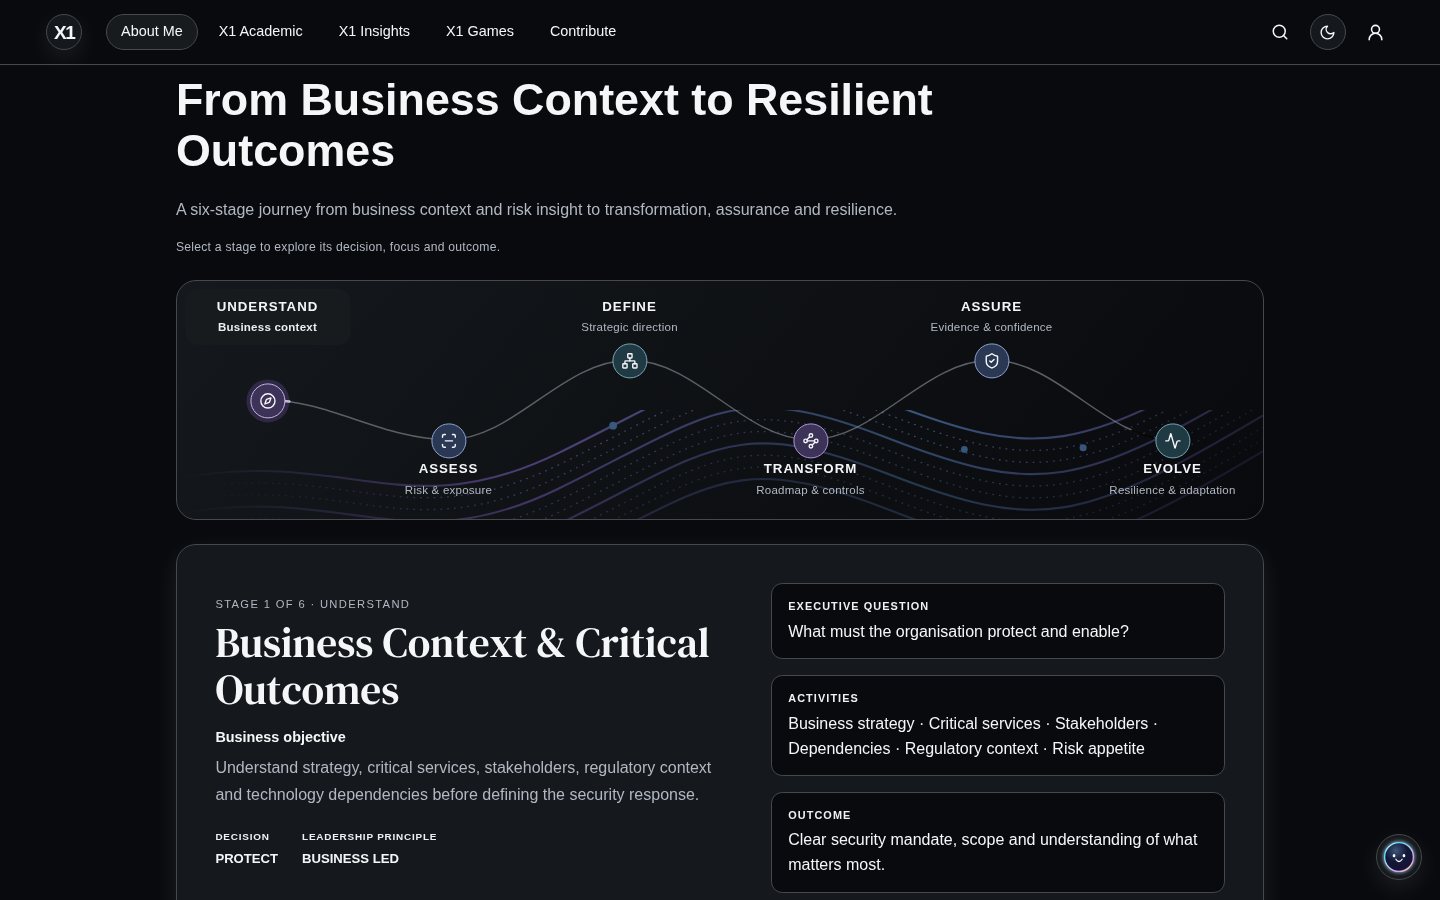 X1
About Me
X1 Academic
X1 Insights
X1 Games
Contribute
From Business Context to Resilient
Outcomes
A six-stage journey from business context and risk insight to transformation, assurance and resilience.
Select a stage to explore its decision, focus and outcome.
UNDERSTAND
Business context
DEFINE
Strategic direction
ASSURE
Evidence & confidence
ASSESS
Risk & exposure
TRANSFORM
Roadmap & controls
EVOLVE
Resilience & adaptation
STAGE 1 OF 6 · UNDERSTAND
Business Context & Critical
Outcomes
Business objective
Understand strategy, critical services, stakeholders, regulatory context
and technology dependencies before defining the security response.
DECISION
PROTECT
LEADERSHIP PRINCIPLE
BUSINESS LED
EXECUTIVE QUESTION
What must the organisation protect and enable?
ACTIVITIES
Business strategy · Critical services · Stakeholders ·
Dependencies · Regulatory context · Risk appetite
OUTCOME
Clear security mandate, scope and understanding of what
matters most.